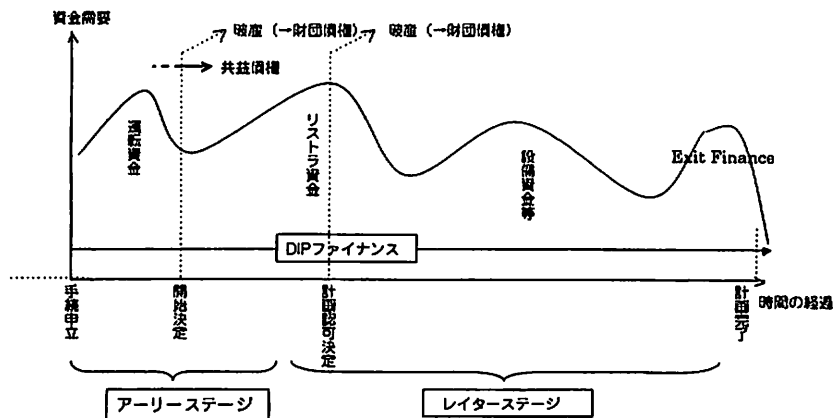 資金需要
破産（→財団債権）
破産（→財団債権）
共益債権
運転資金
リストラ資金
設備資金等
Exit Finance
DIPファイナンス
手続申立
開始決定
計画認可決定
計画完了
時間の経過
アーリーステージ
レイターステージ